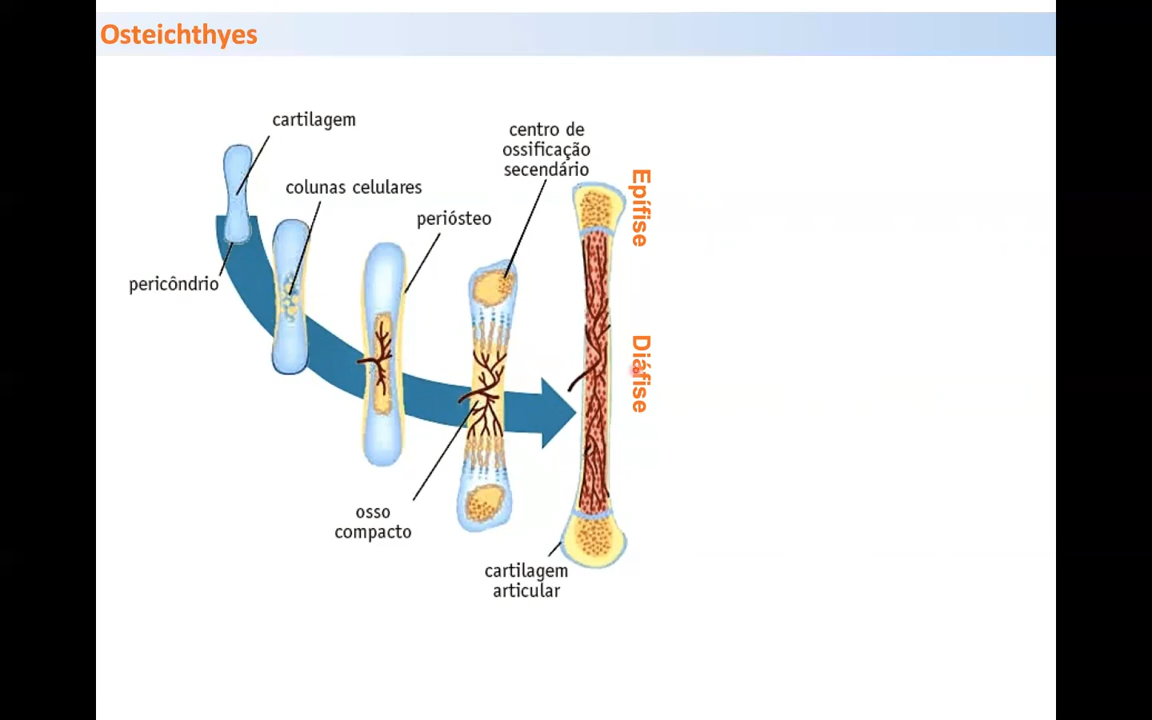 Osteichthyes
cartilagem
centro de
ossificação
secendário
colunas celulares
periósteo
pericôndrio
Epífise
Diáfise
osso
compacto
cartilagem
articular